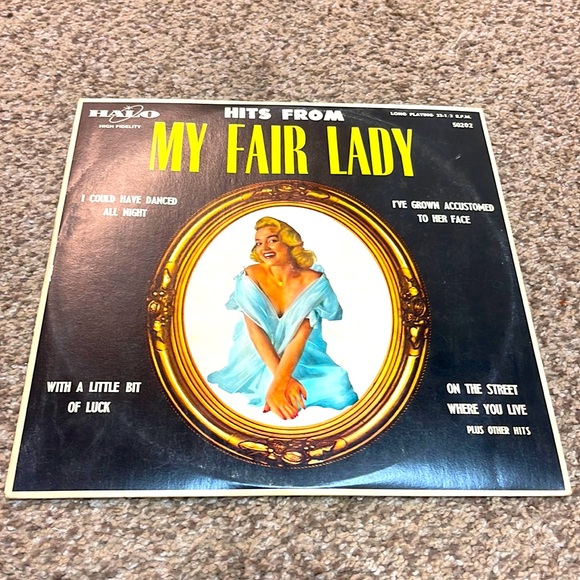 HALO
HIGH FIDELITY
HITS FROM
LONG PLAYING 33-1/3 R.P.M.
50202
MY FAIR LADY
I COULD HAVE DANCED
ALL NIGHT
I'VE GROWN ACCUSTOMED
TO HER FACE
WITH A LITTLE BIT
OF LUCK
ON THE STREET
WHERE YOU LIVE
PLUS OTHER HITS